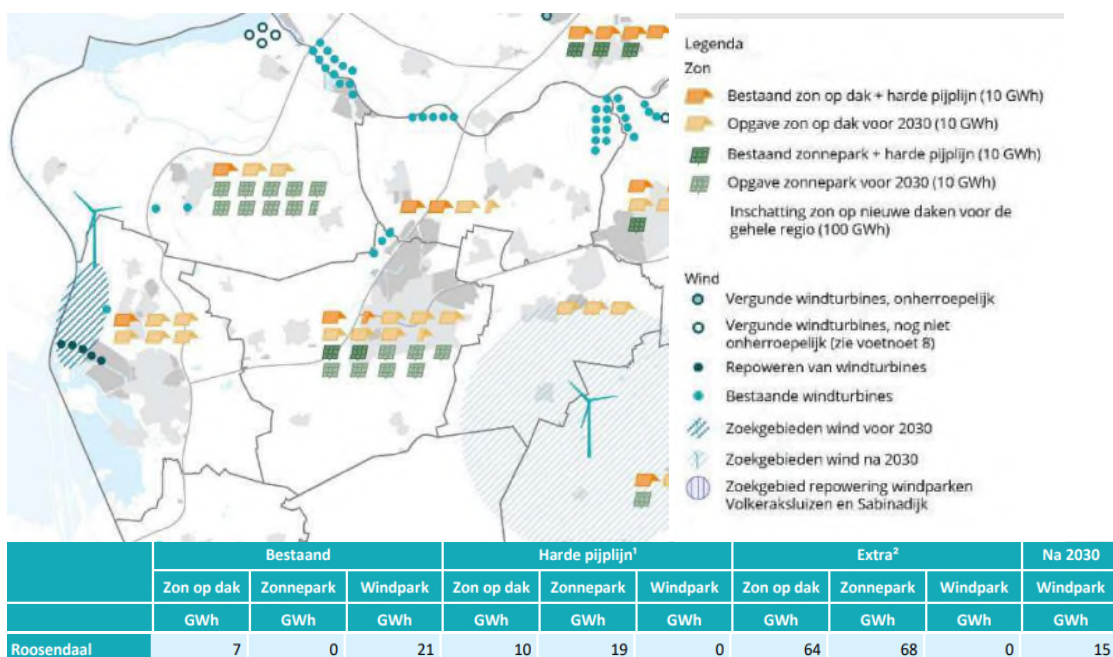 Legenda
Zon
Bestaand zon op dak + harde pijplijn (10 GWh)
Opgave zon op dak voor 2030 (10 GWh)
Bestaand zonnepark + harde pijplijn (10 GWh)
Opgave zonnepark voor 2030 (10 GWh)
Inschatting zon op nieuwe daken voor de
gehele regio (100 GWh)
Wind
Vergunde windturbines, onherroepelijk
Vergunde windturbines, nog niet
onherroepelijk (zie voetnoet 8)
Repoweren van windturbines
Bestaande windturbines
Zoekgebieden wind voor 2030
Zoekgebieden wind na 2030
Zoekgebied repowering windparken
Volkeraksluizen en Sabinadijk
Bestaand Harde pijplijn¹ Extra² Na 2030
Zon op dak Zonnepark Windpark Zon op dak Zonnepark Windpark Zon op dak Zonnepark Windpark Windpark
GWh GWh GWh GWh GWh GWh GWh GWh GWh GWh
Roosendaal 7 0 21 10 19 0 64 68 0 15